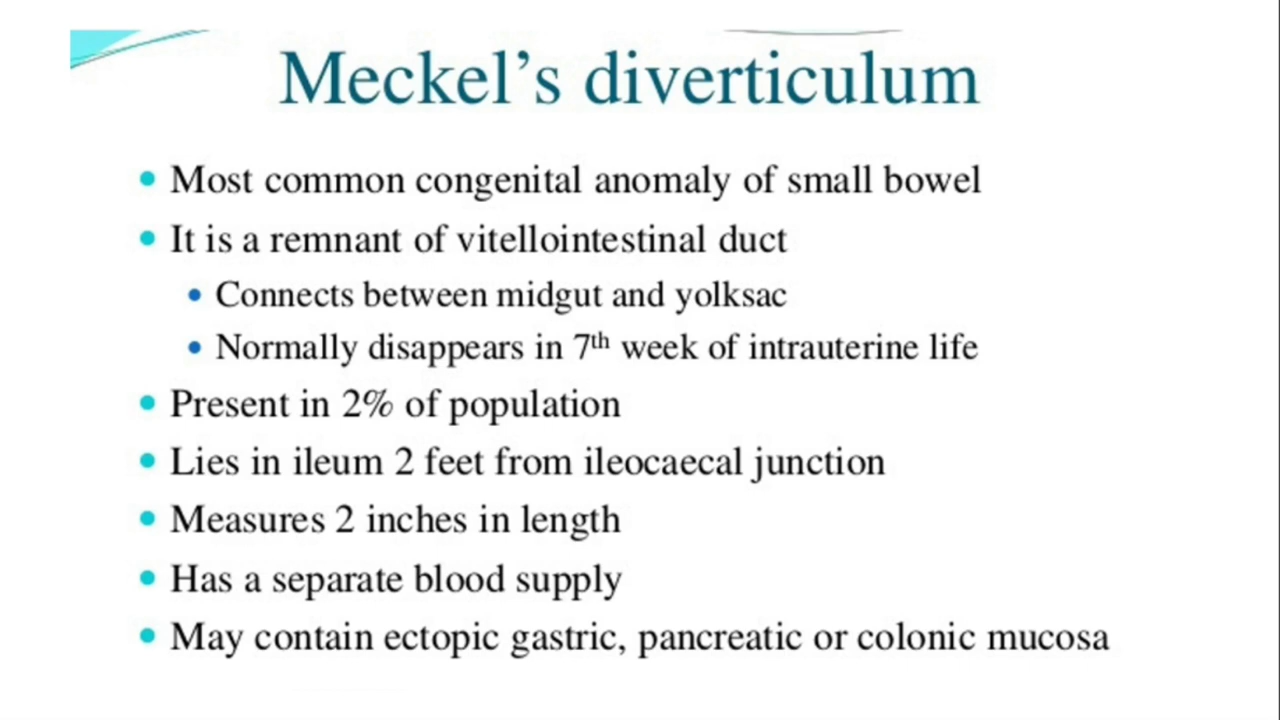 Meckel’s diverticulum
• Most common congenital anomaly of small bowel
• It is a remnant of vitellointestinal duct
• Connects between midgut and yolksac
• Normally disappears in 7th week of intrauterine life
• Present in 2% of population
• Lies in ileum 2 feet from ileocaecal junction
• Measures 2 inches in length
• Has a separate blood supply
• May contain ectopic gastric, pancreatic or colonic mucosa